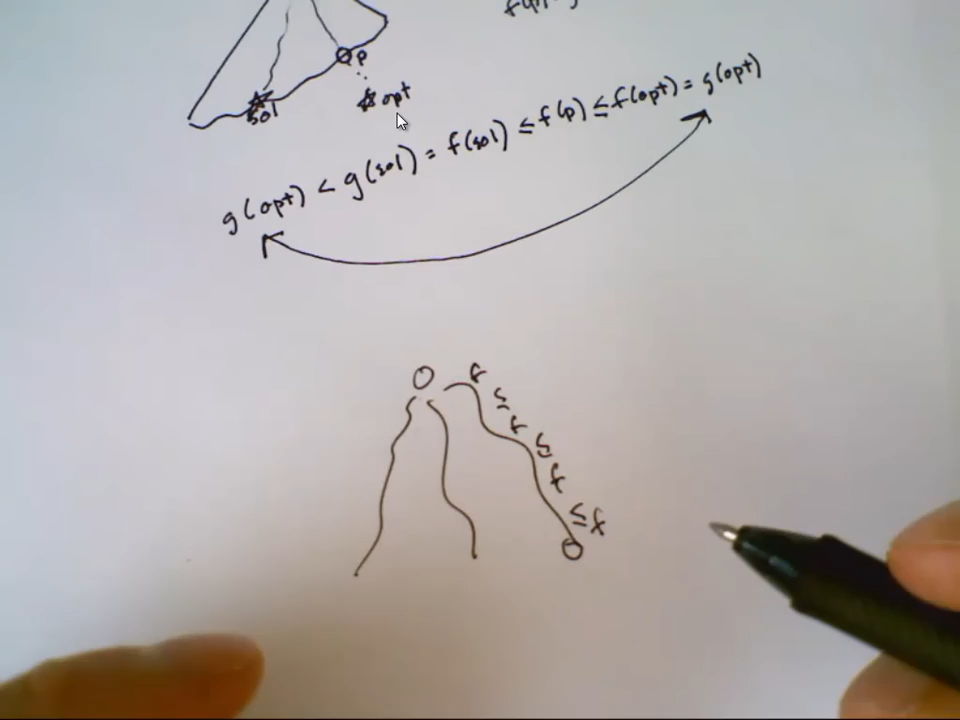 p
opt
sol
g(opt) < g(sol) = f(sol) ≤ f(p) ≤ f(opt) = g(opt)
f
≤
f
≤
f
≤ f